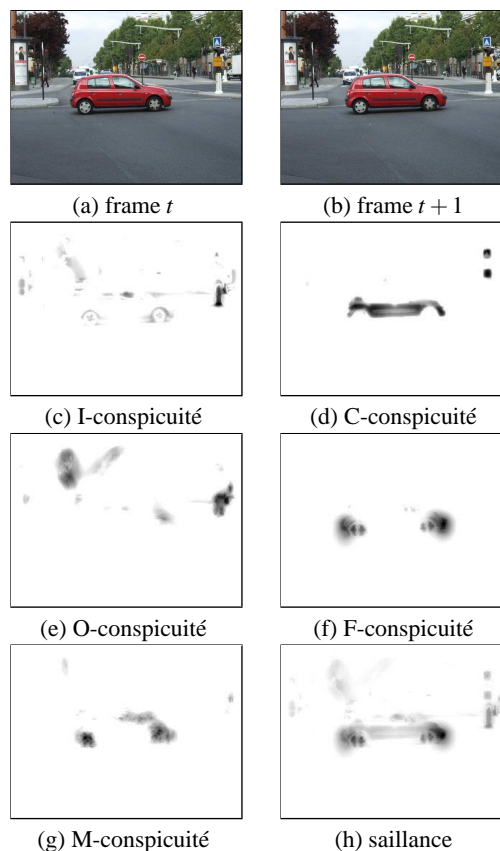 (a) frame t
(b) frame t + 1
(c) I-conspicuité
(d) C-conspicuité
(e) O-conspicuité
(f) F-conspicuité
(g) M-conspicuité
(h) saillance